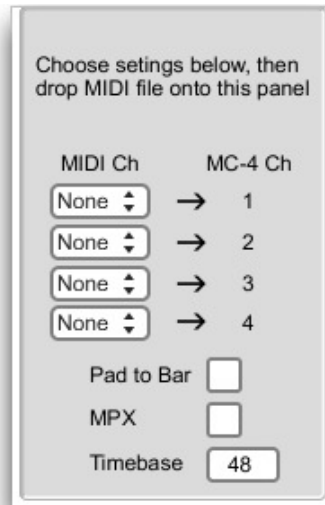 Choose setings below, then
drop MIDI file onto this panel
MIDI Ch MC-4 Ch
None → 1
None → 2
None → 3
None → 4
Pad to Bar
MPX
Timebase 48